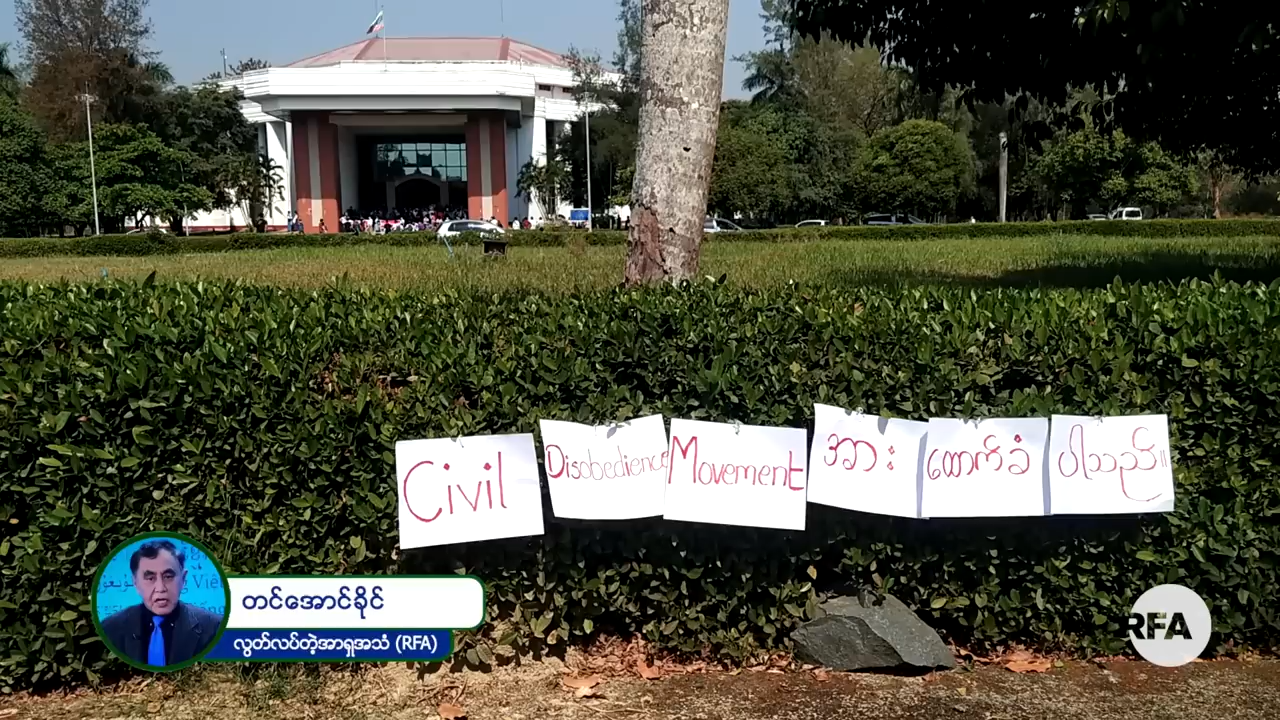 Civil Disobedience Movement အား ထောက်ခံ ပါသည်။
Việ
တင်အောင်ခိုင်
လွတ်လပ်တဲ့အာရှအသံ (RFA)
RFA